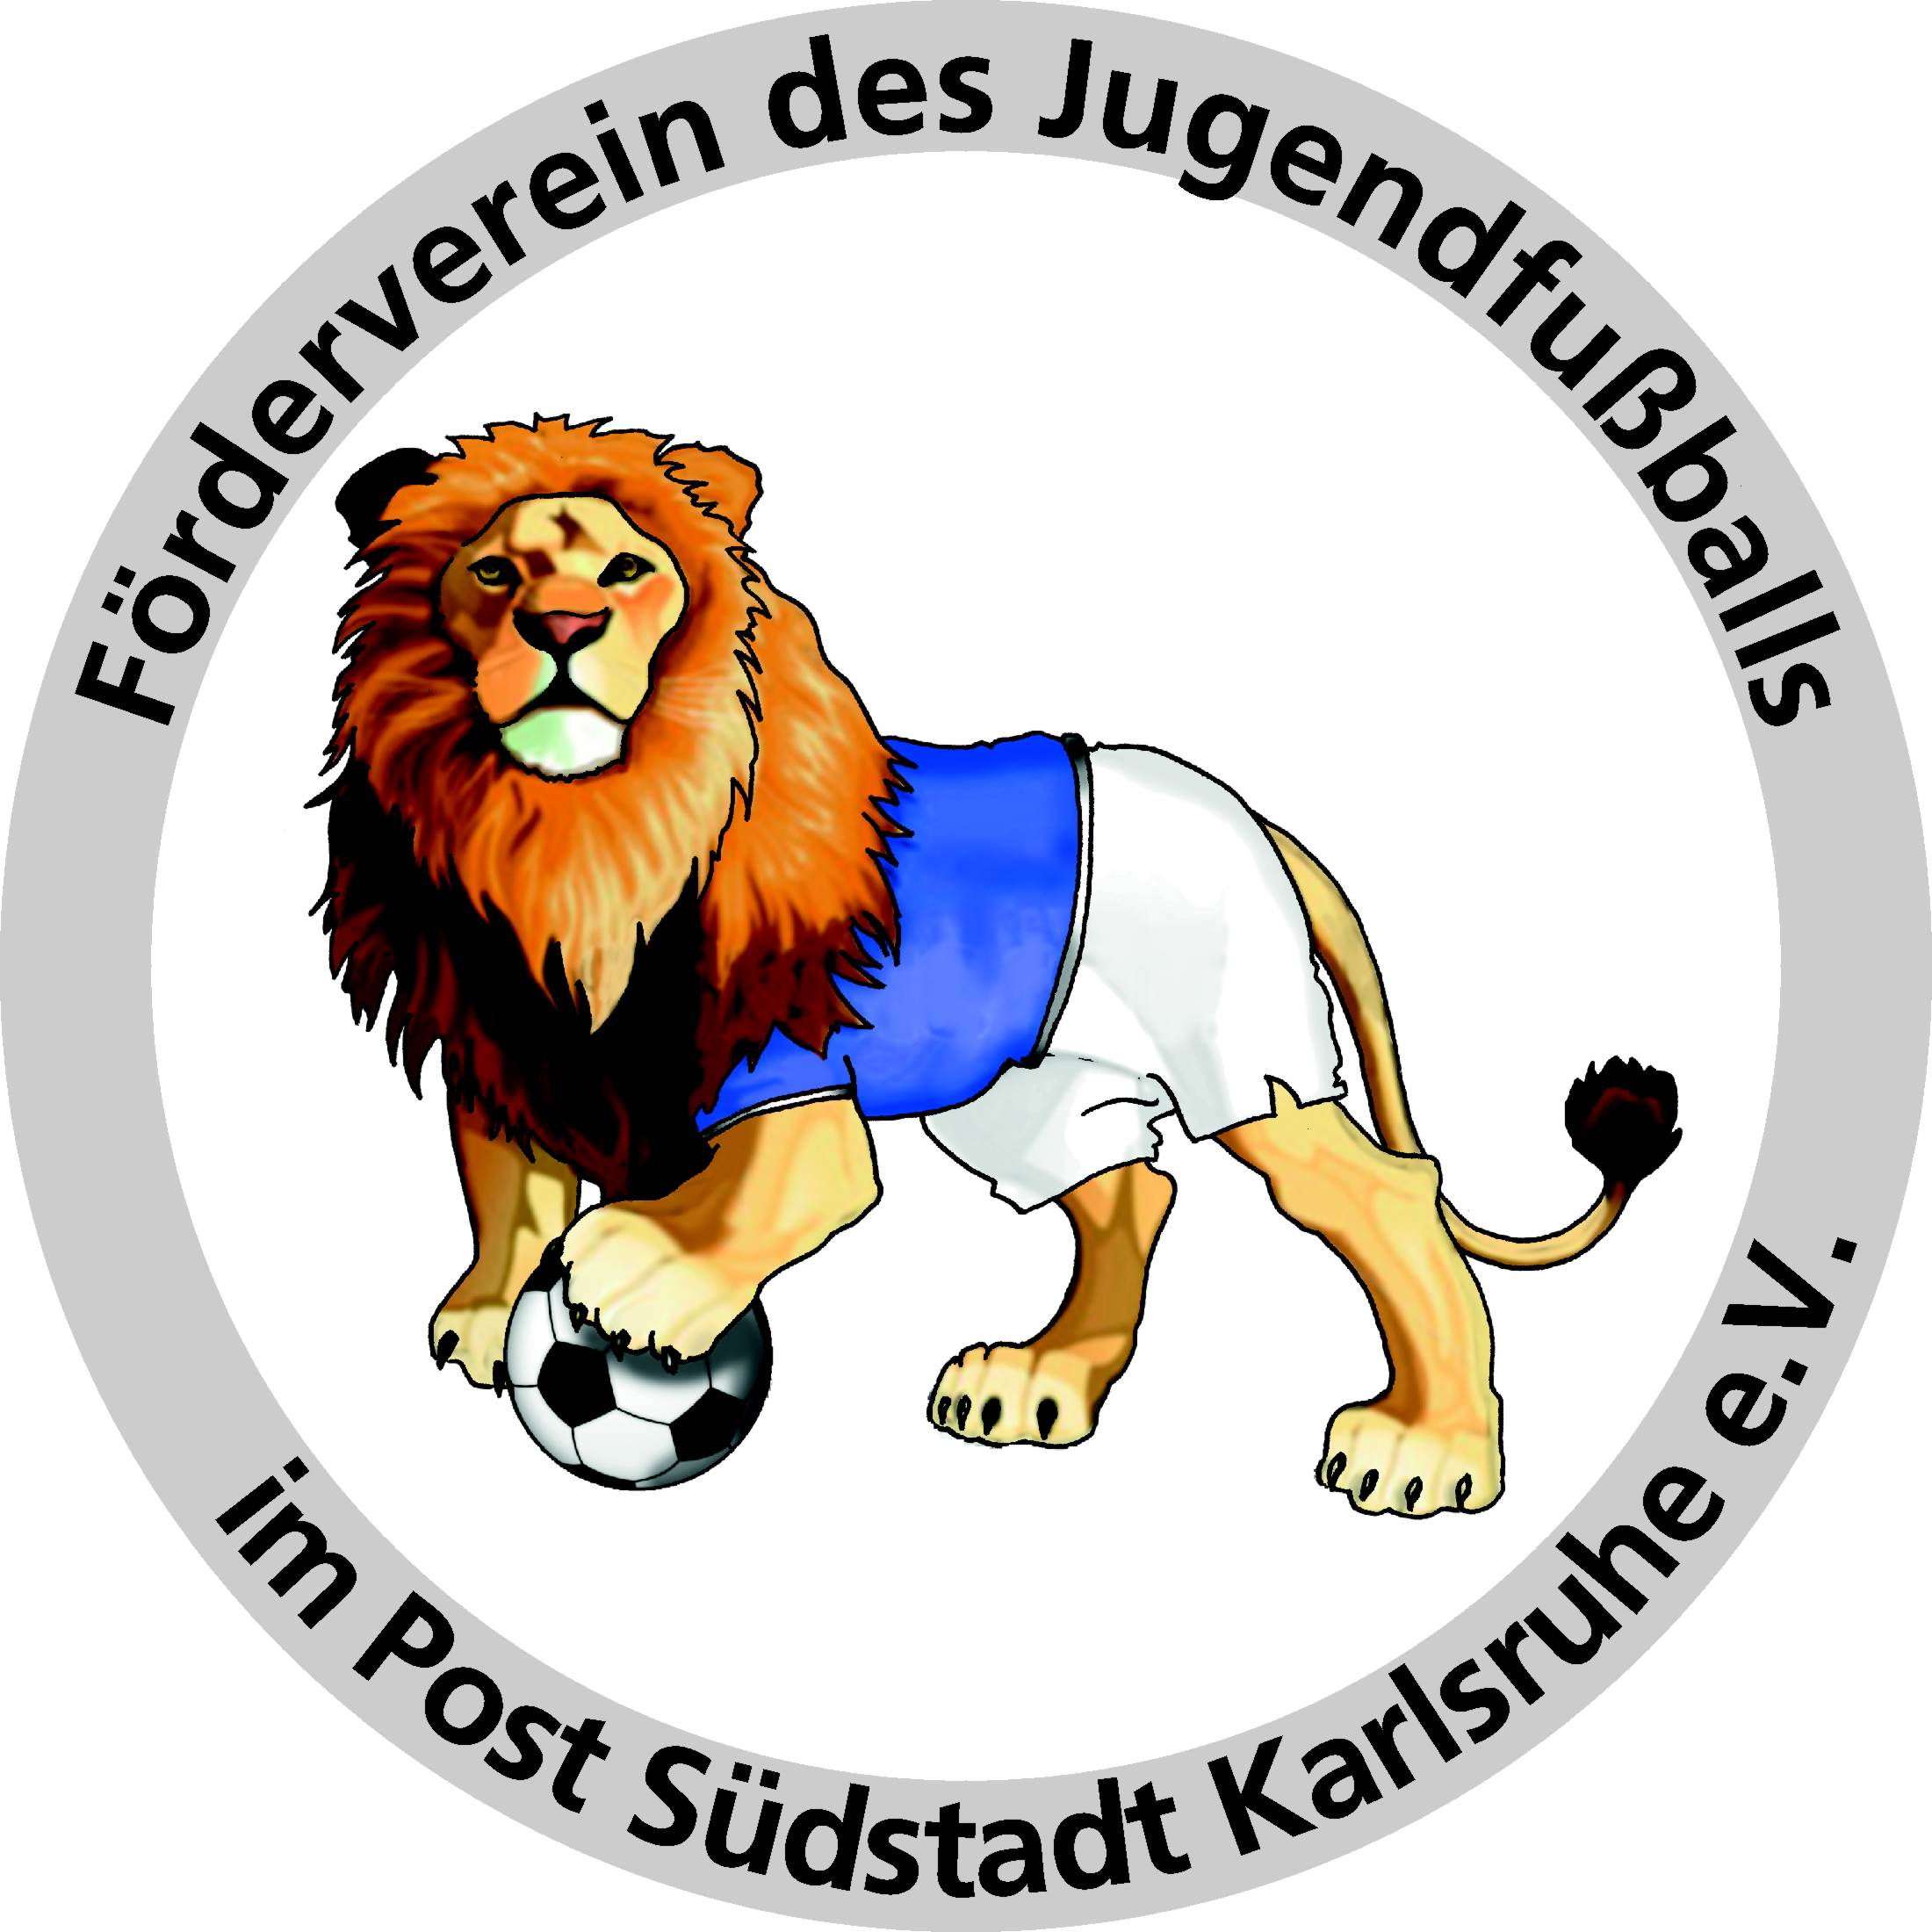 Förderverein des Jugendfußballs
im Post Südstadt Karlsruhe e.V.